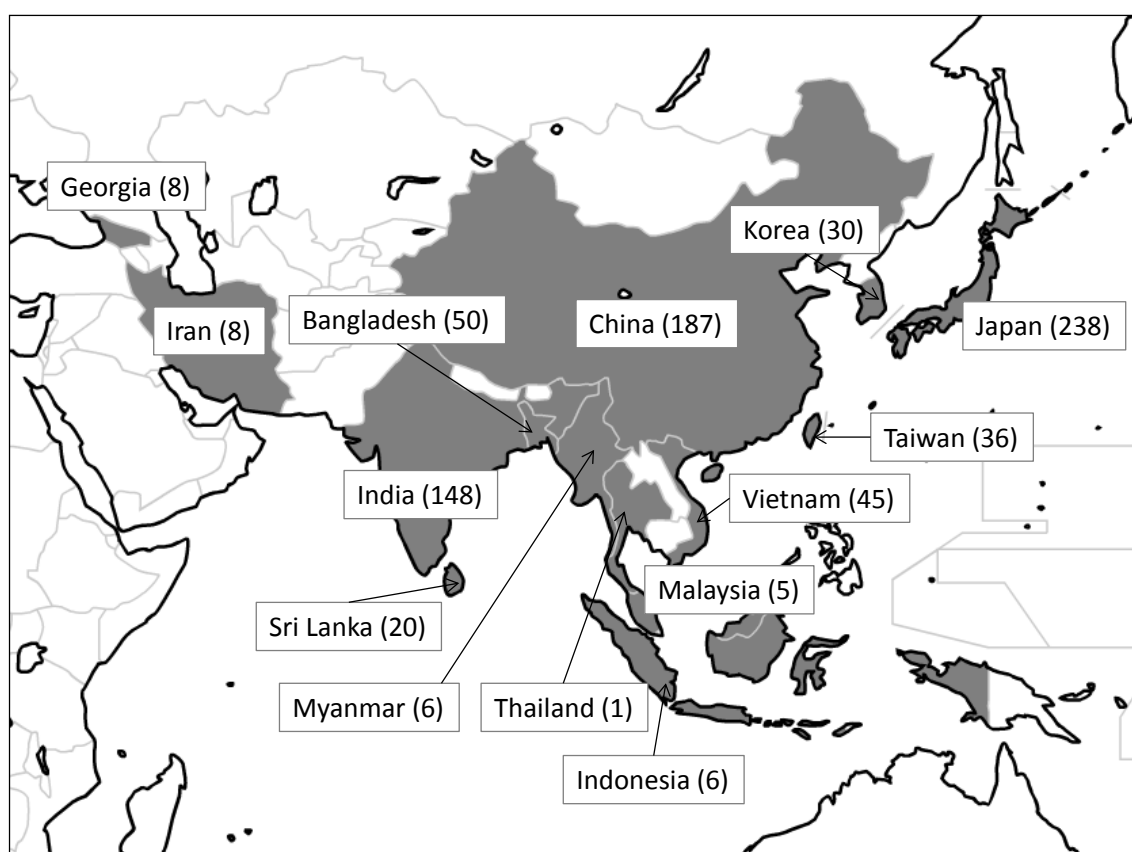 Georgia (8)
Korea (30)
Iran (8)
Bangladesh (50)
China (187)
Japan (238)
Taiwan (36)
India (148)
Vietnam (45)
Malaysia (5)
Sri Lanka (20)
Myanmar (6)
Thailand (1)
Indonesia (6)